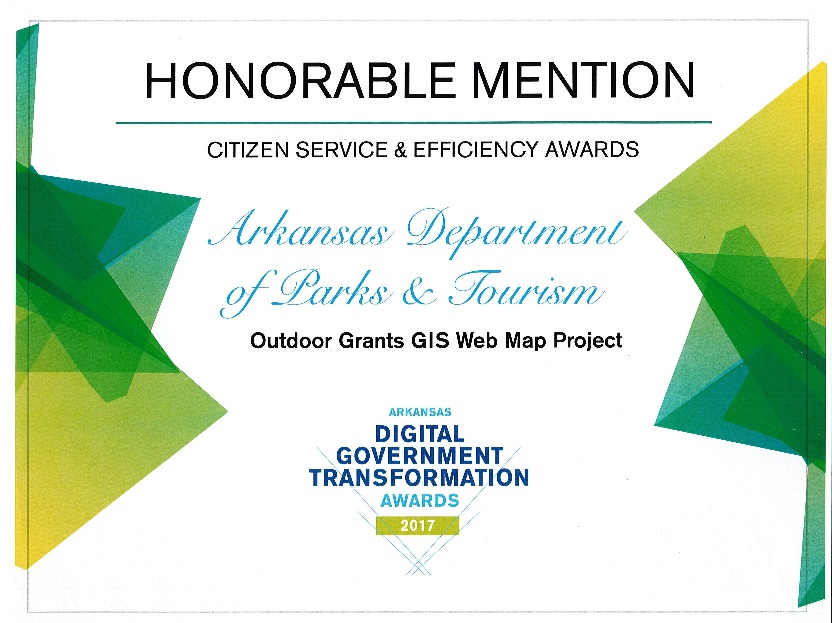 HONORABLE MENTION
CITIZEN SERVICE & EFFICIENCY AWARDS
Arkansas Department
of Parks & Tourism
Outdoor Grants GIS Web Map Project
ARKANSAS
DIGITAL
GOVERNMENT
TRANSFORMATION
AWARDS
2017